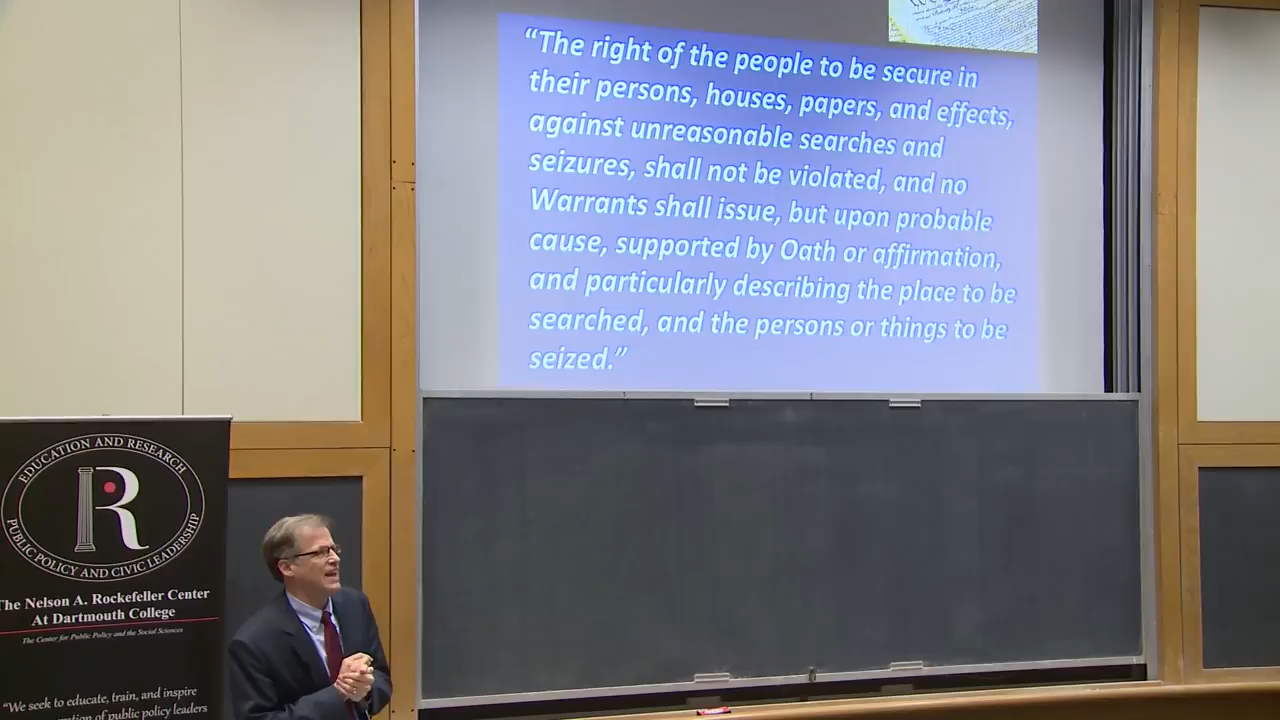 “The right of the people to be secure in
their persons, houses, papers, and effects,
against unreasonable searches and
seizures, shall not be violated, and no
Warrants shall issue, but upon probable
cause, supported by Oath or affirmation,
and particularly describing the place to be
searched, and the persons or things to be
seized.”
EDUCATION AND RESEARCH
R
PUBLIC POLICY AND CIVIC LEADERSHIP
The Nelson A. Rockefeller Center
At Dartmouth College
The Center for Public Policy and the Social Sciences
“We seek to educate, train, and inspire
of public policy leaders